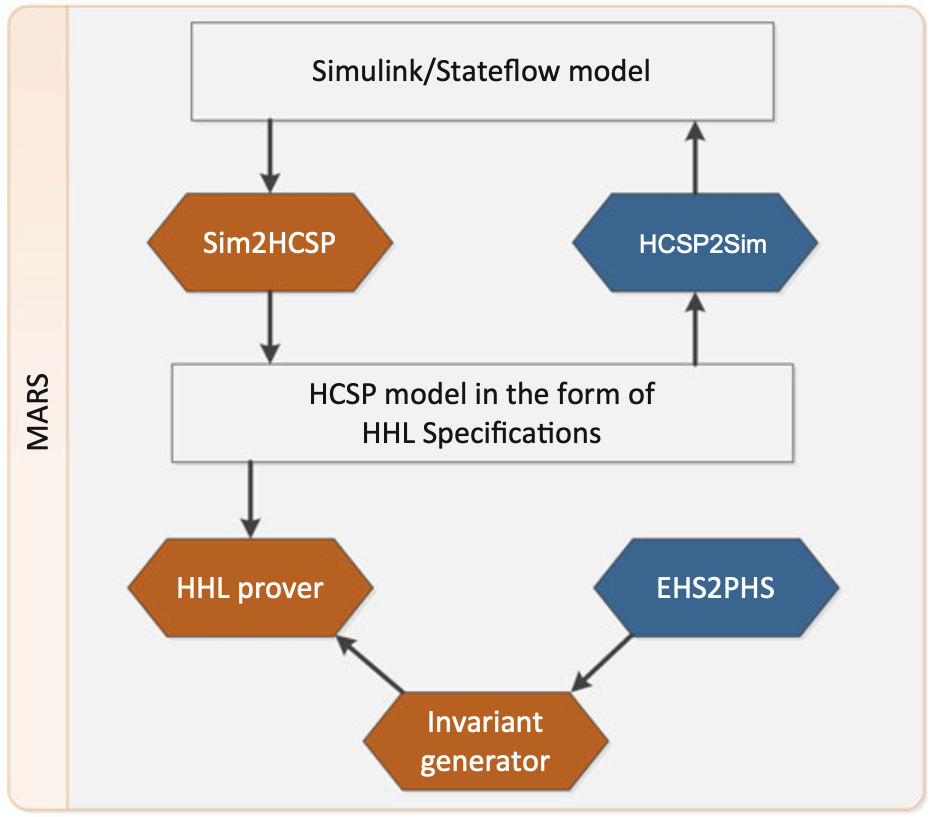 MARS
Simulink/Stateflow model
Sim2HCSP
HCSP2Sim
HCSP model in the form of
HHL Specifications
HHL prover
EHS2PHS
Invariant
generator